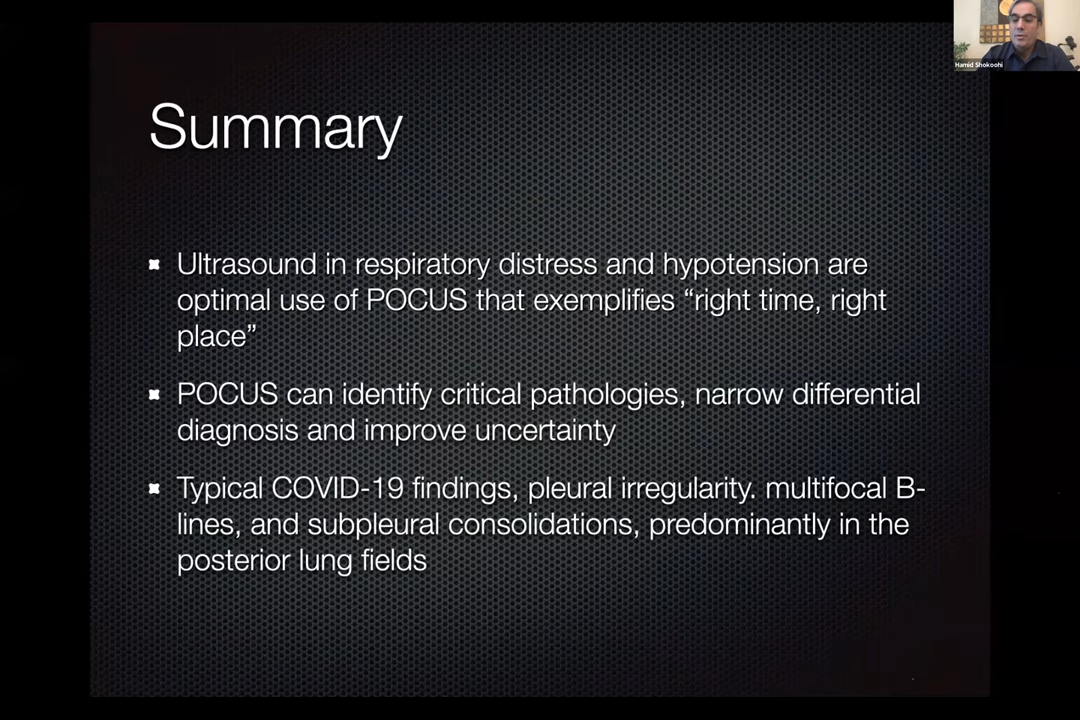 Hamid Shokoohi
Summary
Ultrasound in respiratory distress and hypotension are
optimal use of POCUS that exemplifies “right time, right
place”
POCUS can identify critical pathologies, narrow differential
diagnosis and improve uncertainty
Typical COVID-19 findings, pleural irregularity. multifocal B-
lines, and subpleural consolidations, predominantly in the
posterior lung fields